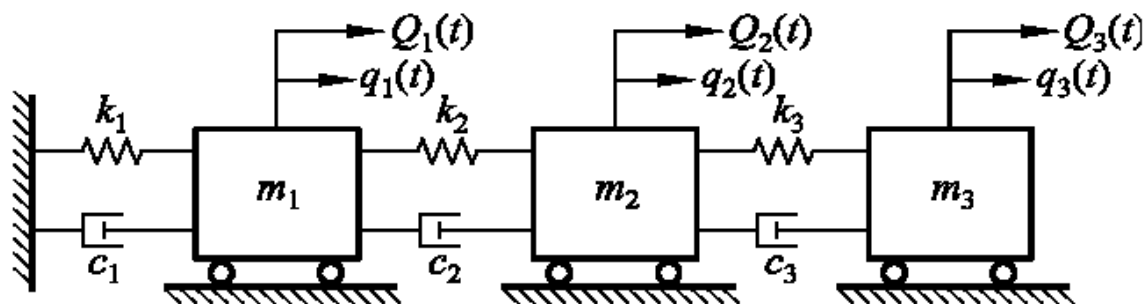 Q₁(t) Q₂(t) Q₃(t)
q₁(t) q₂(t) q₃(t)
k₁ k₂ k₃
m₁ m₂ m₃
c₁ c₂ c₃